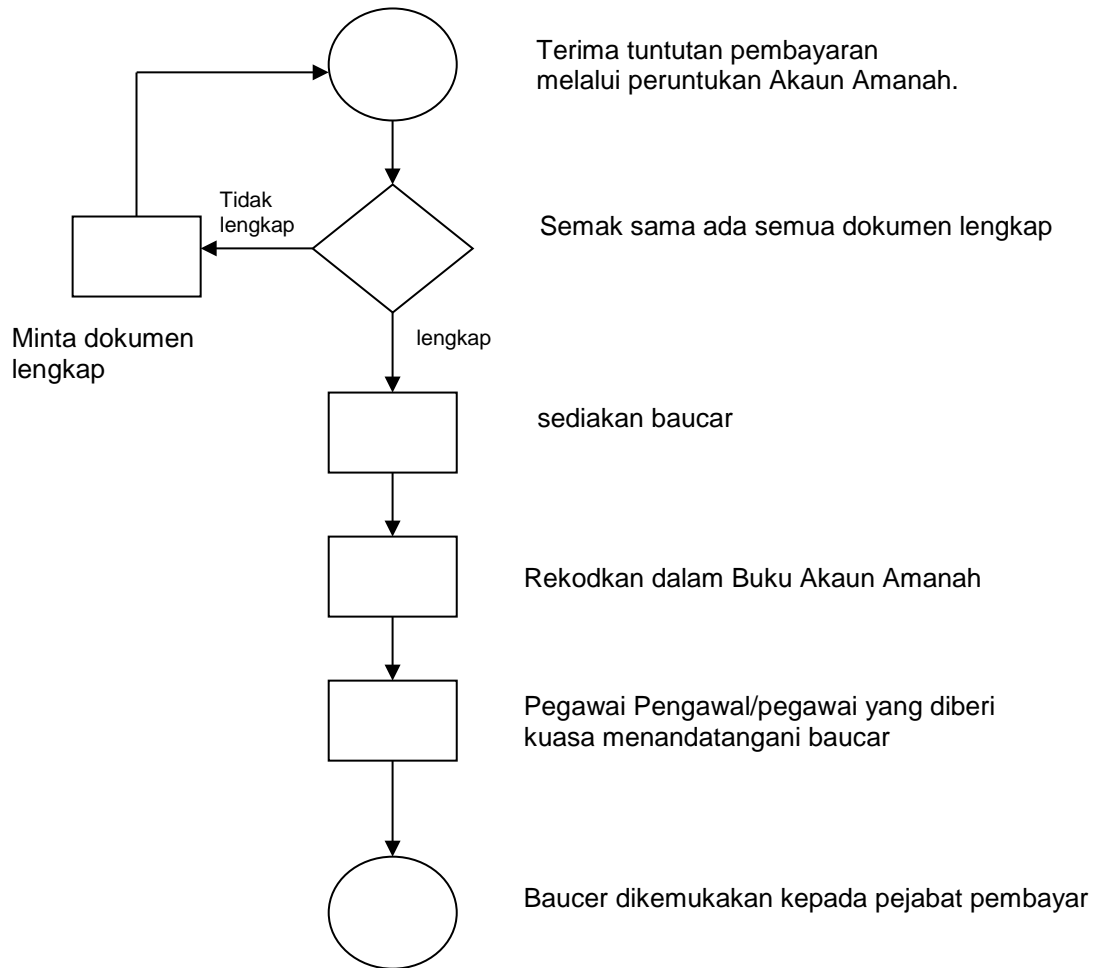 Terima tuntutan pembayaran
melalui peruntukan Akaun Amanah.
Tidak
lengkap
Semak sama ada semua dokumen lengkap
Minta dokumen
lengkap
lengkap
sediakan baucar
Rekodkan dalam Buku Akaun Amanah
Pegawai Pengawal/pegawai yang diberi
kuasa menandatangani baucar
Baucer dikemukakan kepada pejabat pembayar